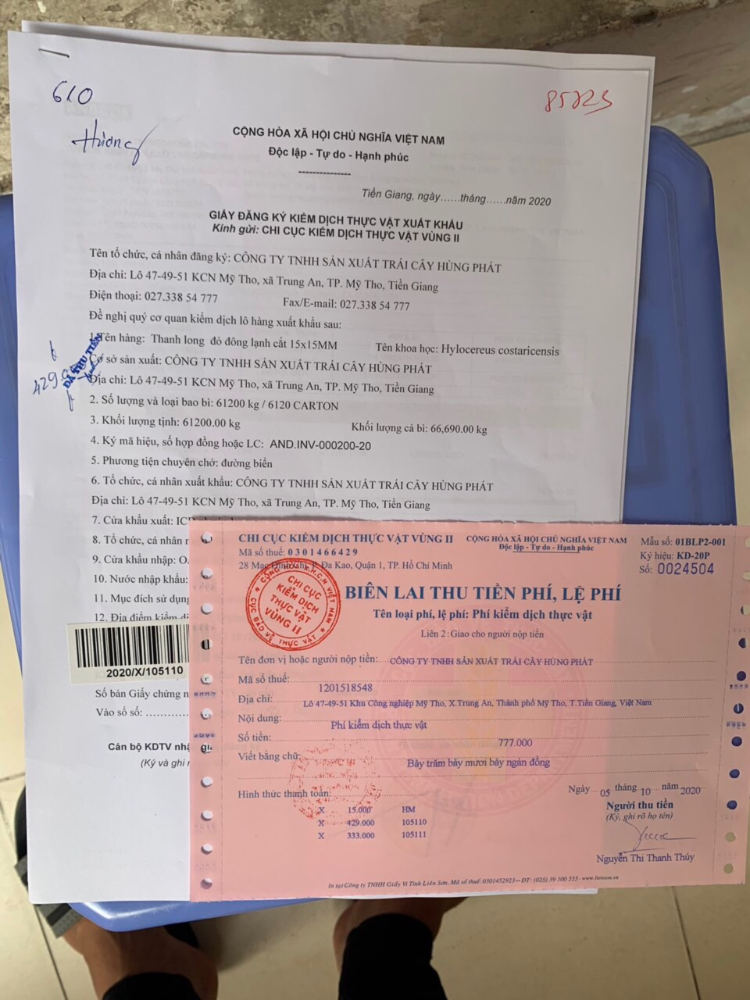 610
Hương
85223
CỘNG HÒA XÃ HỘI CHỦ NGHĨA VIỆT NAM
Độc lập - Tự do - Hạnh phúc
---------------
Tiền Giang, ngày......tháng......năm 2020
GIẤY ĐĂNG KÝ KIỂM DỊCH THỰC VẬT XUẤT KHẨU
Kính gửi: CHI CỤC KIỂM DỊCH THỰC VẬT VÙNG II
Tên tổ chức, cá nhân đăng ký: CÔNG TY TNHH SẢN XUẤT TRÁI CÂY HÙNG PHÁT
Địa chỉ: Lô 47-49-51 KCN Mỹ Tho, xã Trung An, TP. Mỹ Tho, Tiền Giang
Điện thoại: 027.338 54 777 Fax/E-mail: 027.338 54 777
Đề nghị quý cơ quan kiểm dịch lô hàng xuất khẩu sau:
1.Tên hàng: Thanh long đỏ đông lạnh cắt 15x15MM Tên khoa học: Hylocereus costaricensis
ĐÃ THU TIỀN
Cơ sở sản xuất: CÔNG TY TNHH SẢN XUẤT TRÁI CÂY HÙNG PHÁT
Địa chỉ: Lô 47-49-51 KCN Mỹ Tho, xã Trung An, TP. Mỹ Tho, Tiền Giang
2. Số lượng và loại bao bì: 61200 kg / 6120 CARTON
3. Khối lượng tịnh: 61200.00 kg Khối lượng cả bì: 66,690.00 kg
4. Ký mã hiệu, số hợp đồng hoặc LC: AND.INV-000200-20
5. Phương tiện chuyên chở: đường biển
6. Tổ chức, cá nhân xuất khẩu: CÔNG TY TNHH SẢN XUẤT TRÁI CÂY HÙNG PHÁT
Địa chỉ: Lô 47-49-51 KCN Mỹ Tho, xã Trung An, TP. Mỹ Tho, Tiền Giang
7. Cửa khẩu xuất:
8. Tổ chức, cá nhân
9. Cửa khẩu nhập:
10. Nước nhập khẩu:
11. Mục đích sử dụng
12. Địa điểm kiểm
2020/X/105110
Số bản Giấy chứng
Vào sổ số: ..................
Cán bộ KDTV
(Ký và ghi
CHI CỤC KIỂM DỊCH THỰC VẬT VÙNG II CỘNG HÒA XÃ HỘI CHỦ NGHĨA VIỆT NAM Mẫu số: 01BLP2-001
Mã số thuế: 0301466429 Độc lập - Tự do - Hạnh phúc Ký hiệu: KD-20P
28 Mạc Đĩnh Chi, P. Đa Kao, Quận 1, TP. Hồ Chí Minh Số: 0024504
CHI CỤC
KIỂM DỊCH
THỰC VẬT
VÙNG II
CỤC BẢO VỆ THỰC VẬT
BIÊN LAI THU TIỀN PHÍ, LỆ PHÍ
Tên loại phí, lệ phí: Phí kiểm dịch thực vật
Liên 2: Giao cho người nộp tiền
Tên đơn vị hoặc người nộp tiền: CÔNG TY TNHH SẢN XUẤT TRÁI CÂY HÙNG PHÁT
Mã số thuế: 1201518548
Địa chỉ: Lô 47-49-51 Khu Công nghiệp Mỹ Tho, X.Trung An, Thành phố Mỹ Tho, T.Tiền Giang, Việt Nam
Nội dung: Phí kiểm dịch thực vật
Số tiền: 777.000
Viết bằng chữ: Bảy trăm bảy mươi bảy ngàn đồng
Hình thức thanh toán:
Ngày 05 tháng 10 năm 2020
X 15.000 HM
X 429.000 105110
X 333.000 105111
Người thu tiền
(Ký, ghi rõ họ tên)
Nguyễn Thi Thanh Thúy
In tại Công ty TNHH Giấy Vi Tính Liên Sơn. Mã số thuế: 0301452923 -- ĐT: (028) 39 100 555 - www.lienson.vn